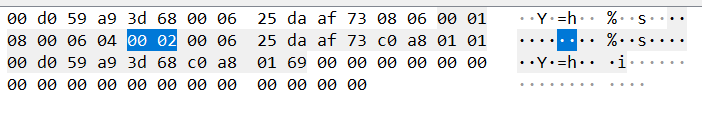 00 d0 59 a9 3d 68 00 06 25 da af 73 08 06 00 01 ··Y·=h·· %··s····
08 00 06 04 00 02 00 06 25 da af 73 c0 a8 01 01 ········ %··s····
00 d0 59 a9 3d 68 c0 a8 01 69 00 00 00 00 00 00 ··Y·=h·· ·i······
00 00 00 00 00 00 00 00 00 00 00 00 ········ ····